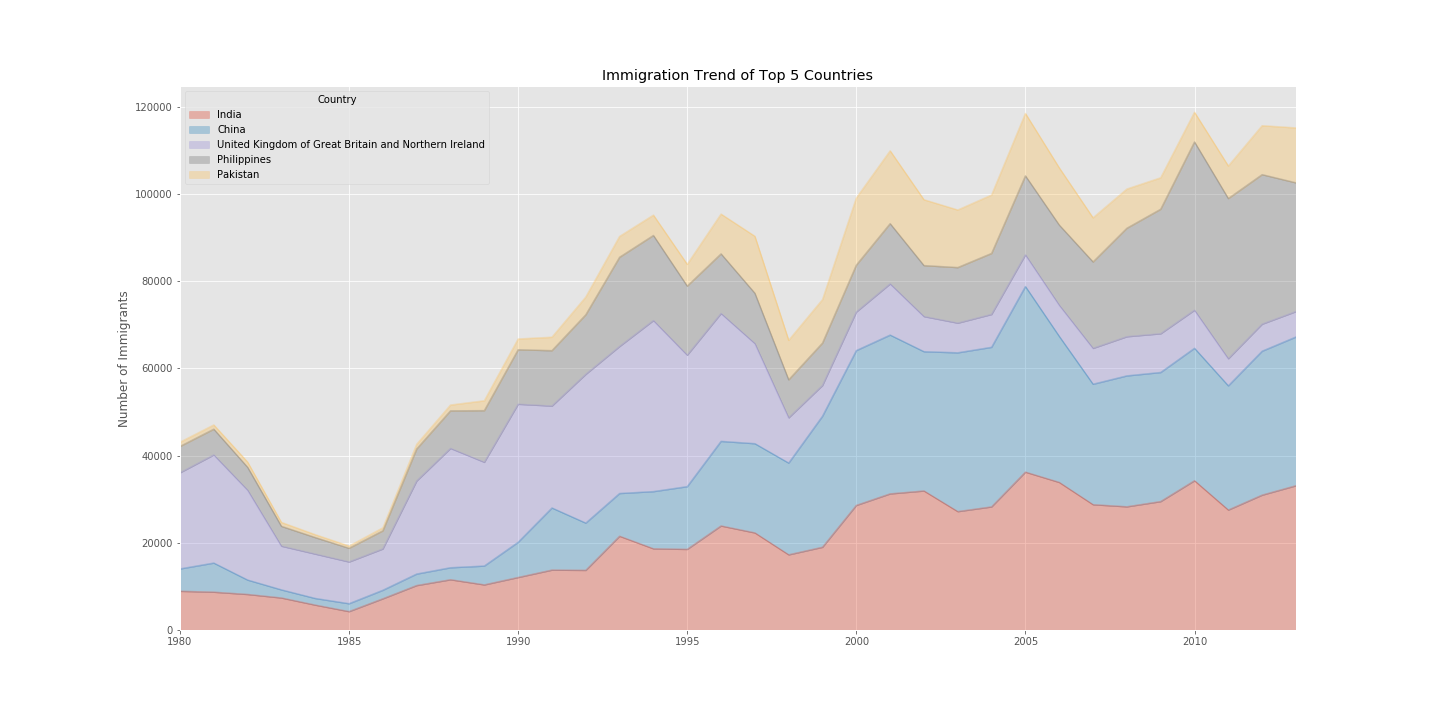 Immigration Trend of Top 5 Countries
Country
India
China
United Kingdom of Great Britain and Northern Ireland
Philippines
Pakistan
Number of Immigrants
120000
100000
80000
60000
40000
20000
0
1980 1985 1990 1995 2000 2005 2010